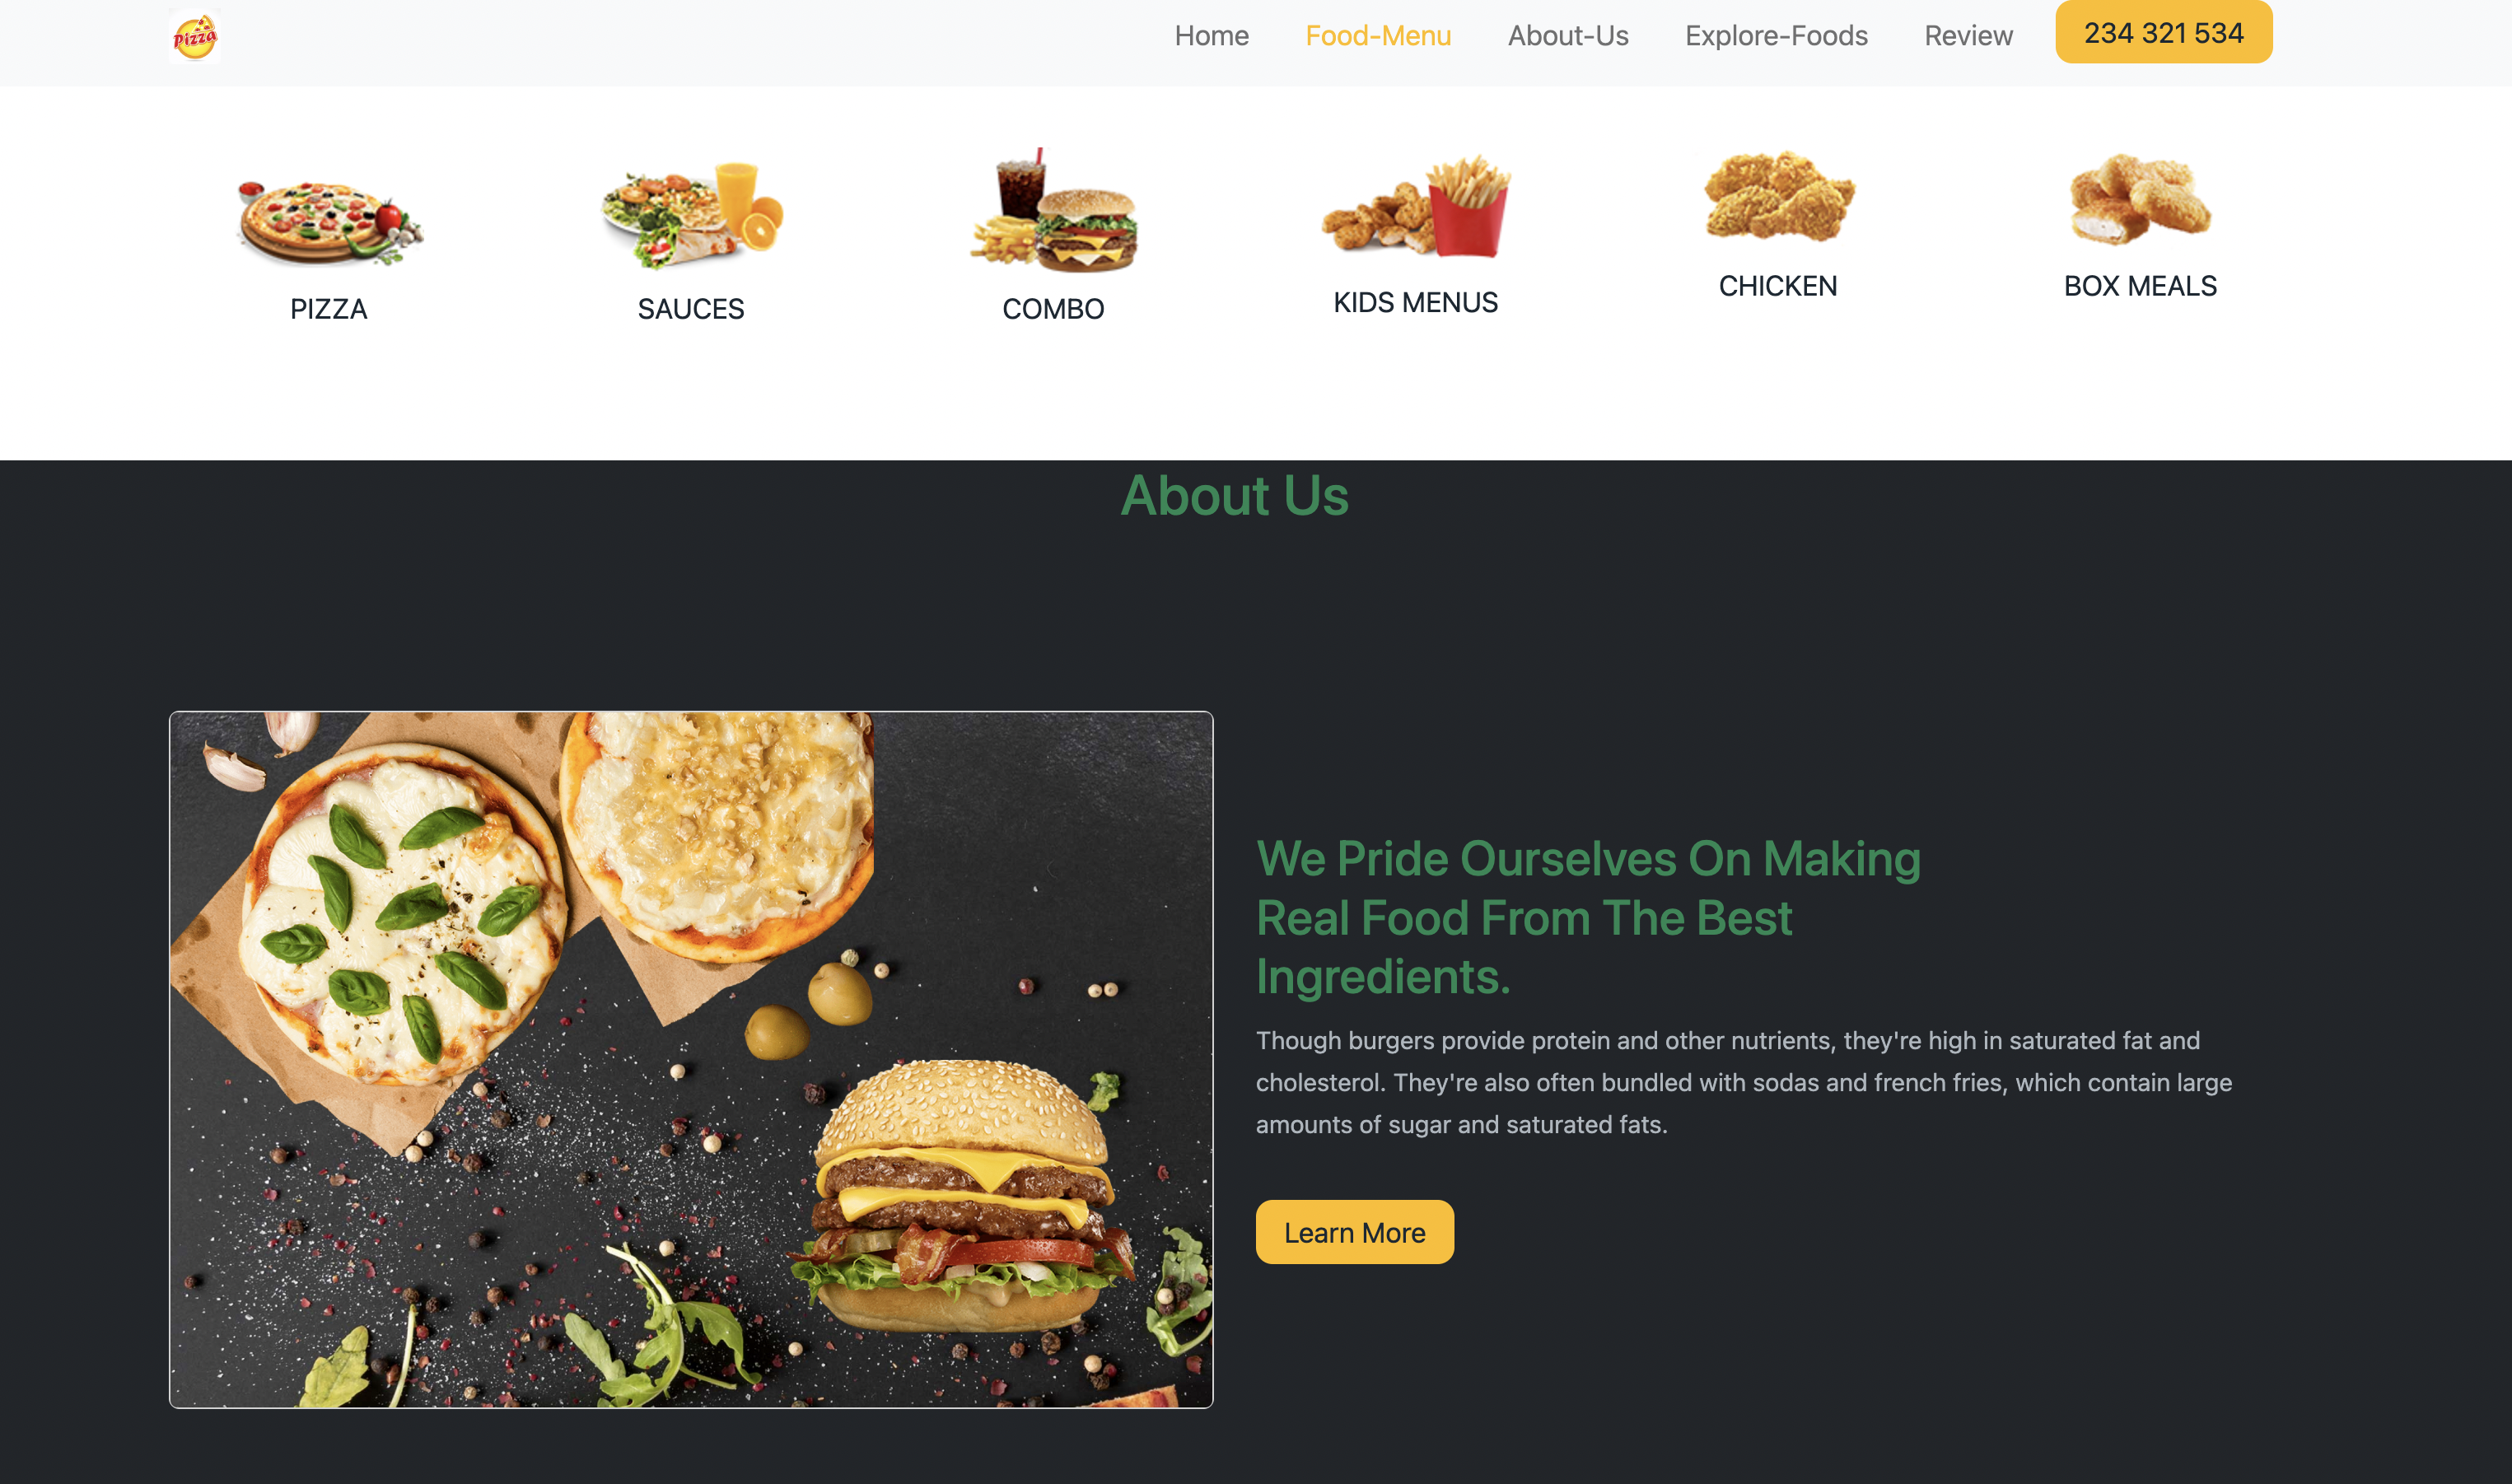 Pizza
Home Food-Menu About-Us Explore-Foods Review 234 321 534
PIZZA SAUCES COMBO KIDS MENUS CHICKEN BOX MEALS
About Us
We Pride Ourselves On Making
Real Food From The Best
Ingredients.
Though burgers provide protein and other nutrients, they're high in saturated fat and
cholesterol. They're also often bundled with sodas and french fries, which contain large
amounts of sugar and saturated fats.
Learn More